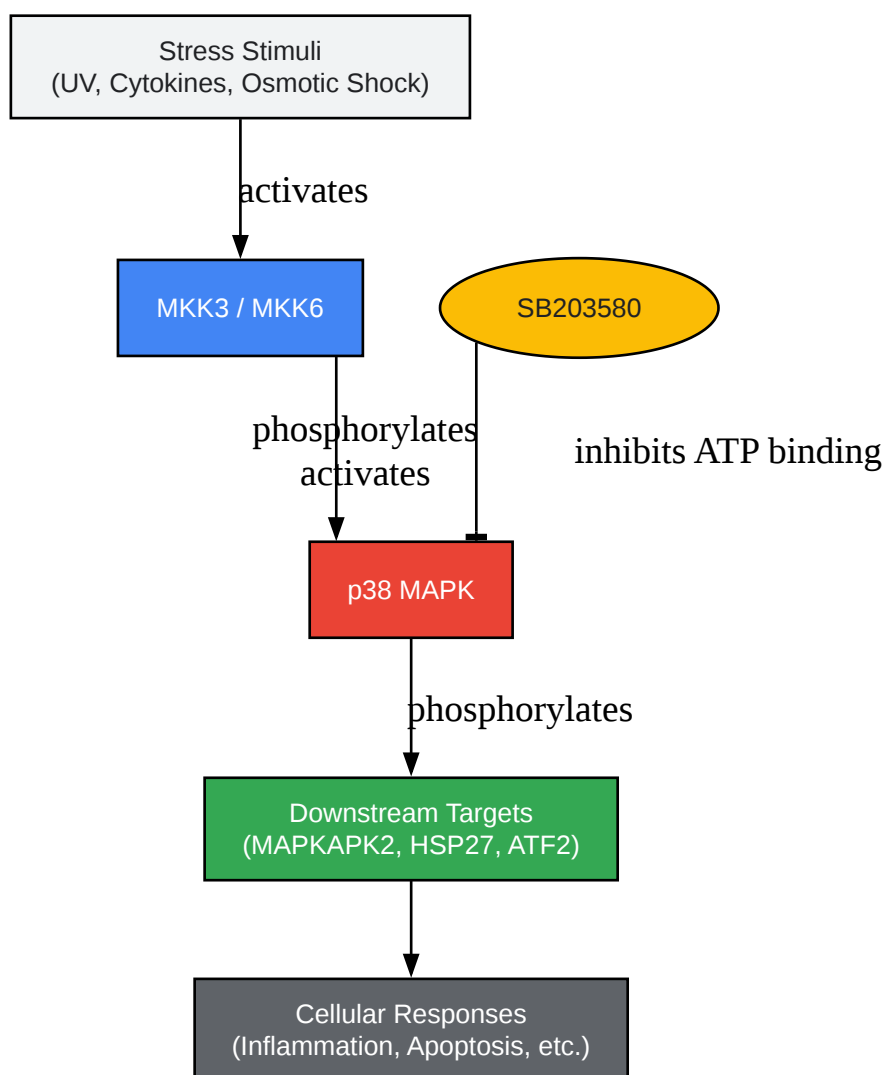 Stress Stimuli
(UV, Cytokines, Osmotic Shock)
activates
MKK3 / MKK6
SB203580
phosphorylates
activates
inhibits ATP binding
p38 MAPK
phosphorylates
Downstream Targets
(MAPKAPK2, HSP27, ATF2)
Cellular Responses
(Inflammation, Apoptosis, etc.)